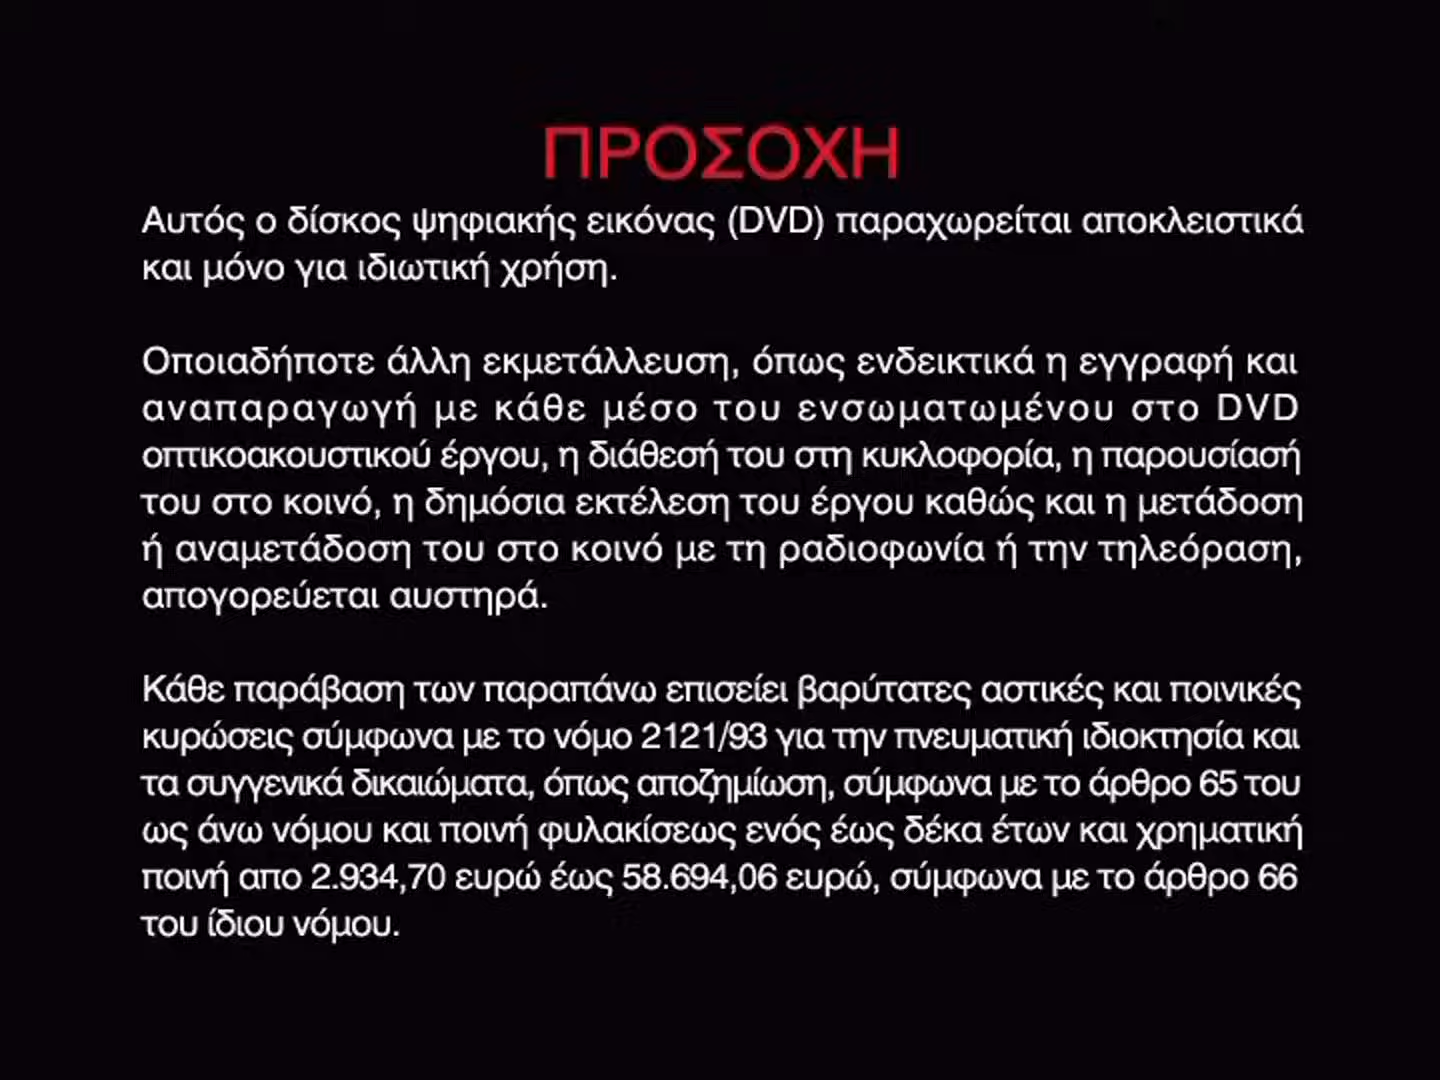 ΠΡΟΣΟΧΗ
Αυτός ο δίσκος ψηφιακής εικόνας (DVD) παραχωρείται αποκλειστικά
και μόνο για ιδιωτική χρήση.
Οποιαδήποτε άλλη εκμετάλλευση, όπως ενδεικτικά η εγγραφή και
αναπαραγωγή με κάθε μέσο του ενσωματωμένου στο DVD
οπτικοακουστικού έργου, η διάθεσή του στη κυκλοφορία, η παρουσίασή
του στο κοινό, η δημόσια εκτέλεση του έργου καθώς και η μετάδοση
ή αναμετάδοση του στο κοινό με τη ραδιοφωνία ή την τηλεόραση,
απογορεύεται αυστηρά.
Κάθε παράβαση των παραπάνω επισείει βαρύτατες αστικές και ποινικές
κυρώσεις σύμφωνα με το νόμο 2121/93 για την πνευματική ιδιοκτησία και
τα συγγενικά δικαιώματα, όπως αποζημίωση, σύμφωνα με το άρθρο 65 του
ως άνω νόμου και ποινή φυλακίσεως ενός έως δέκα έτων και χρηματική
ποινή απο 2.934,70 ευρώ έως 58.694,06 ευρώ, σύμφωνα με το άρθρο 66
του ίδιου νόμου.